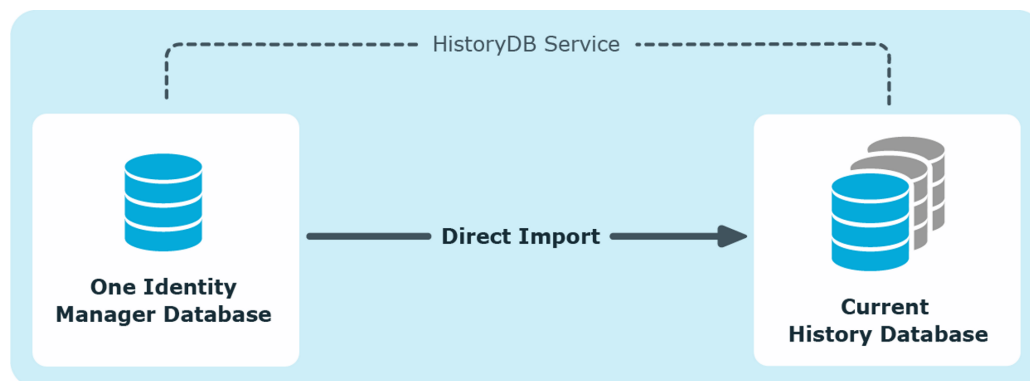 HistoryDB Service
Direct Import
One Identity
Manager Database
Current
History Database